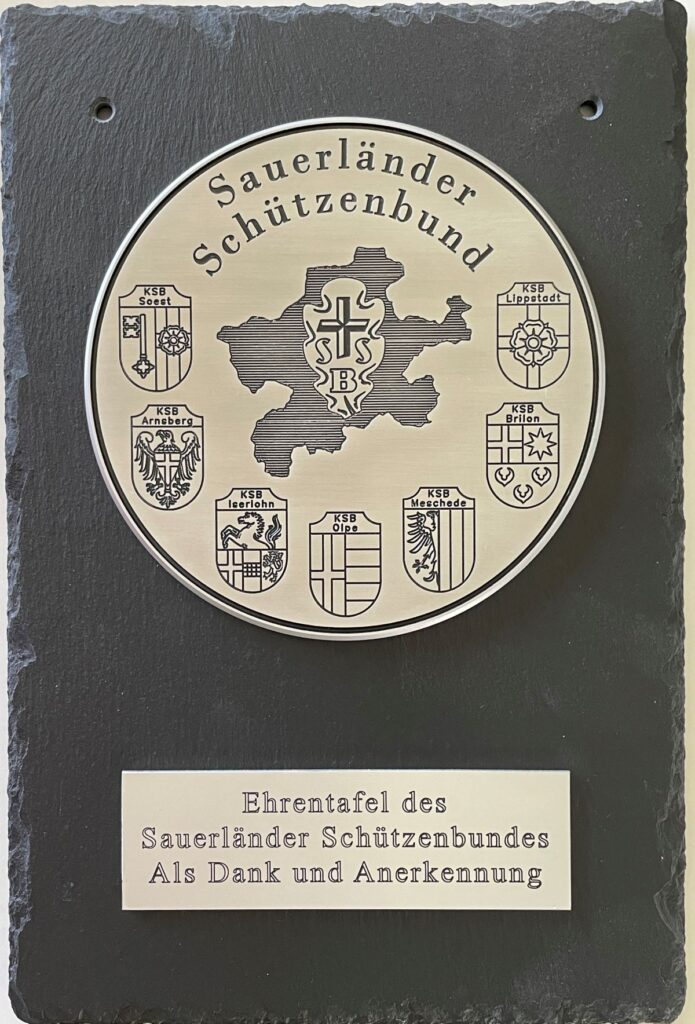 Sauerländer
Schützenbund
KSB
Soest
KSB
Lippstadt
S S
B
KSB
Arnsberg
KSB
Brilon
KSB
Iserlohn
KSB
Olpe
KSB
Meschede
Ehrentafel des
Sauerländer Schützenbundes
Als Dank und Anerkennung